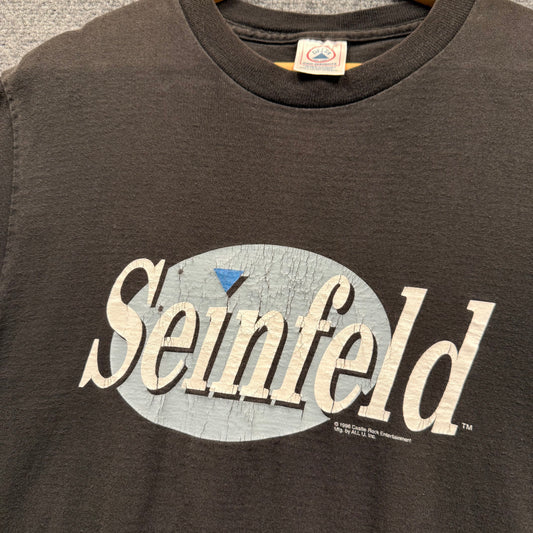 Seinfeld
TM
© 1996 Castle Rock Entertainment
Mfg. by ALL U, Inc.